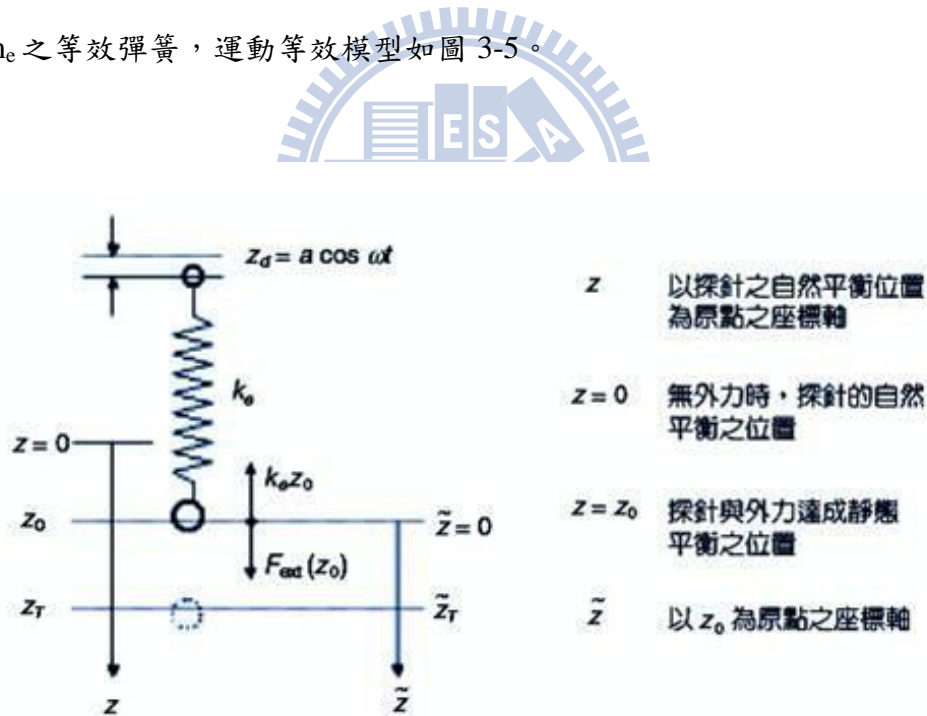 m_e之等效彈簧，運動等效模型如圖 3-5。
ESA
z_d = a cos ωt
k_e
z = 0
k_e z_0
z_0
z̃ = 0
F_ext (z_0)
z_T
z̃_T
z
z̃
z 以探針之自然平衡位置
為原點之座標軸
z = 0 無外力時，探針的自然
平衡之位置
z = z_0 探針與外力達成靜態
平衡之位置
z̃ 以 z_0 為原點之座標軸